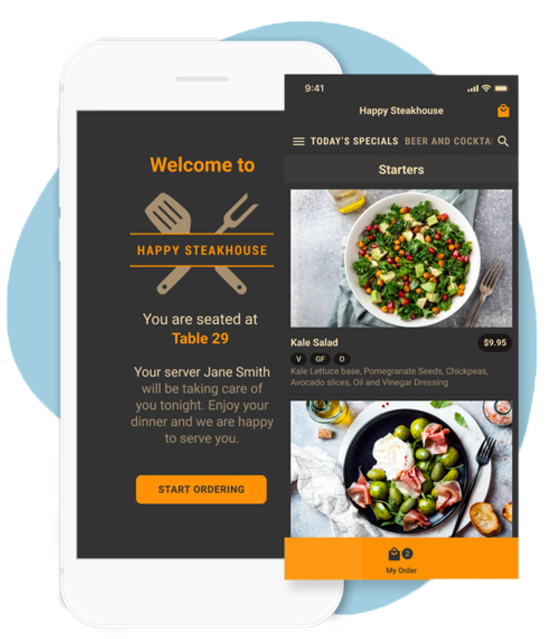 Welcome to
HAPPY STEAKHOUSE
You are seated at
Table 29
Your server Jane Smith
will be taking care of
you tonight. Enjoy your
dinner and we are happy
to serve you.
START ORDERING
9:41
Happy Steakhouse
TODAY'S SPECIALS BEER AND COCKTA
Starters
Kale Salad $9.95
V GF O
Kale Lettuce base, Pomegranate Seeds, Chickpeas,
Avocado slices, Oil and Vinegar Dressing
2
My Order